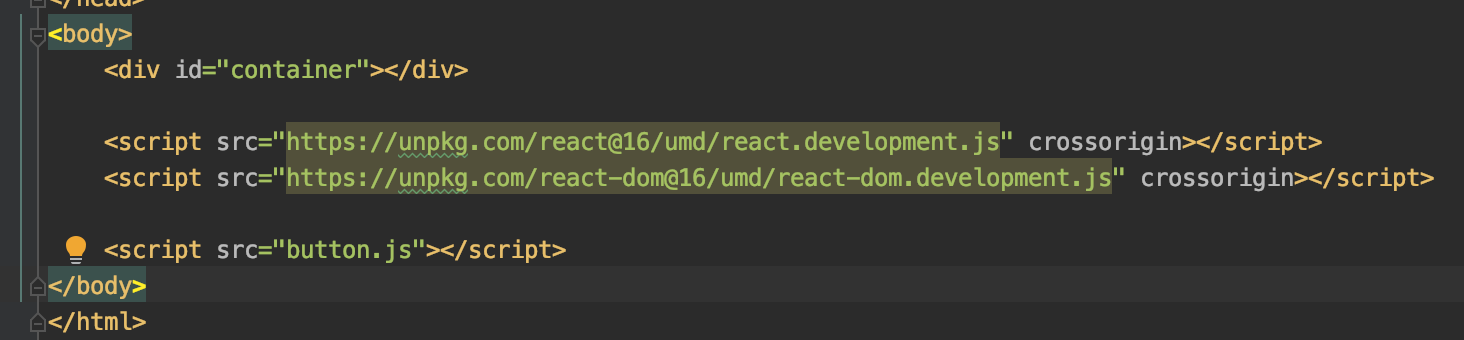 </head>
<body>
<div id="container"></div>
<script src="https://unpkg.com/react@16/umd/react.development.js" crossorigin></script>
<script src="https://unpkg.com/react-dom@16/umd/react-dom.development.js" crossorigin></script>
<script src="button.js"></script>
</body>
</html>